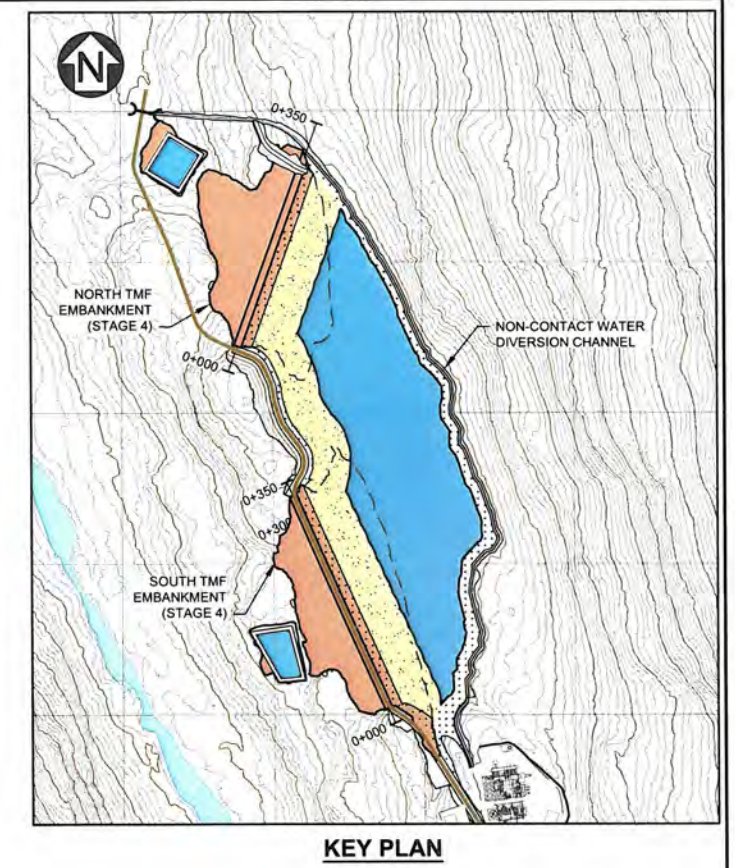 N
0+350
NORTH TMF
EMBANKMENT
(STAGE 4)
NON-CONTACT WATER
DIVERSION CHANNEL
0+000
0+350
0+300
SOUTH TMF
EMBANKMENT
(STAGE 4)
0+000
KEY PLAN